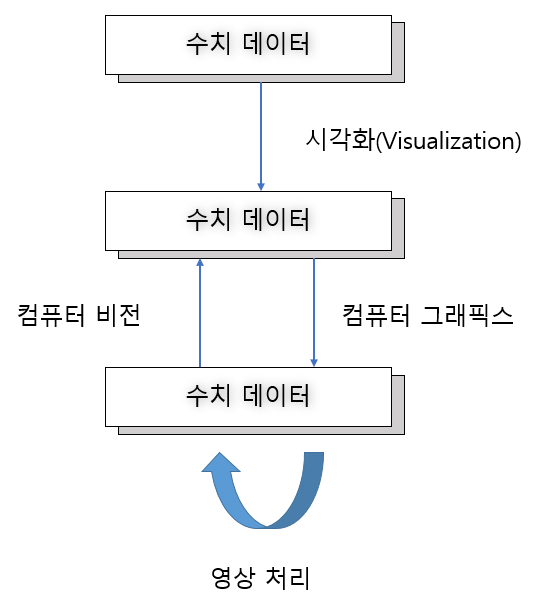 수치 데이터
시각화(Visualization)
수치 데이터
컴퓨터 비전
컴퓨터 그래픽스
수치 데이터
영상 처리